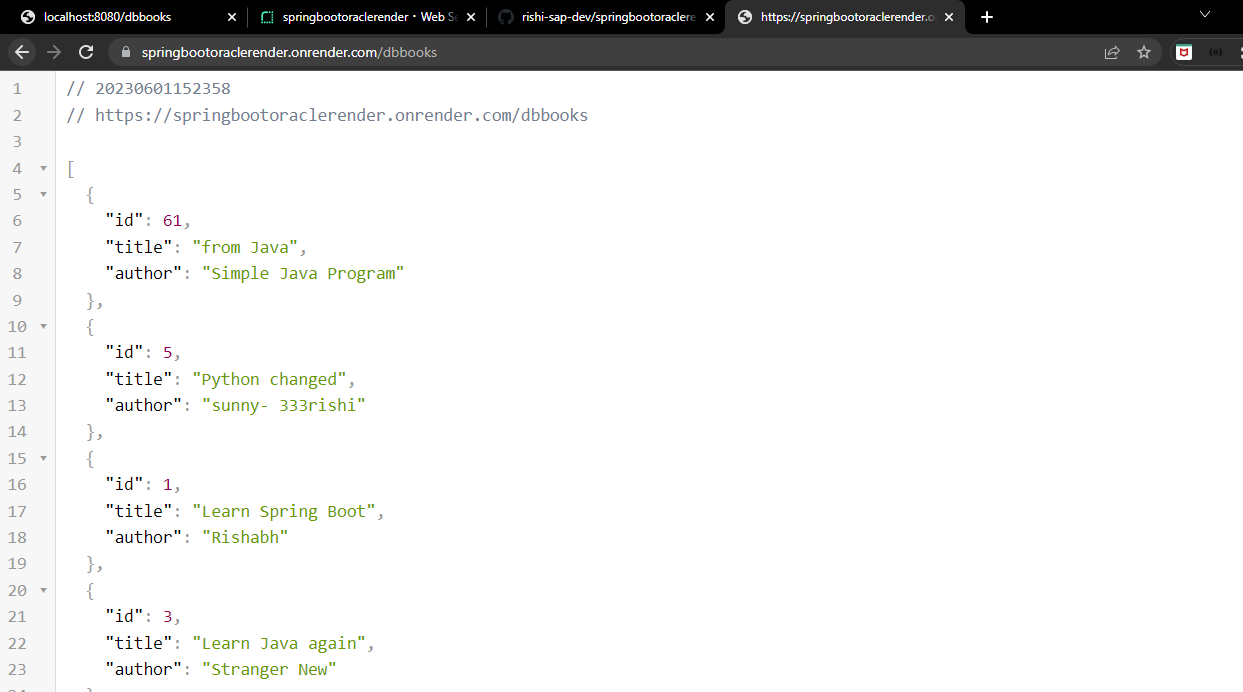 localhost:8080/dbbooks
springbootoraclerender · Web Se
rishi-sap-dev/springbootoraclere
https://springbootoraclerender.o
springbootoraclerender.onrender.com/dbbooks
1 // 20230601152358
2 // https://springbootoraclerender.onrender.com/dbbooks
3
4 [
5 {
6 "id": 61,
7 "title": "from Java",
8 "author": "Simple Java Program"
9 },
10 {
11 "id": 5,
12 "title": "Python changed",
13 "author": "sunny- 333rishi"
14 },
15 {
16 "id": 1,
17 "title": "Learn Spring Boot",
18 "author": "Rishabh"
19 },
20 {
21 "id": 3,
22 "title": "Learn Java again",
23 "author": "Stranger New"